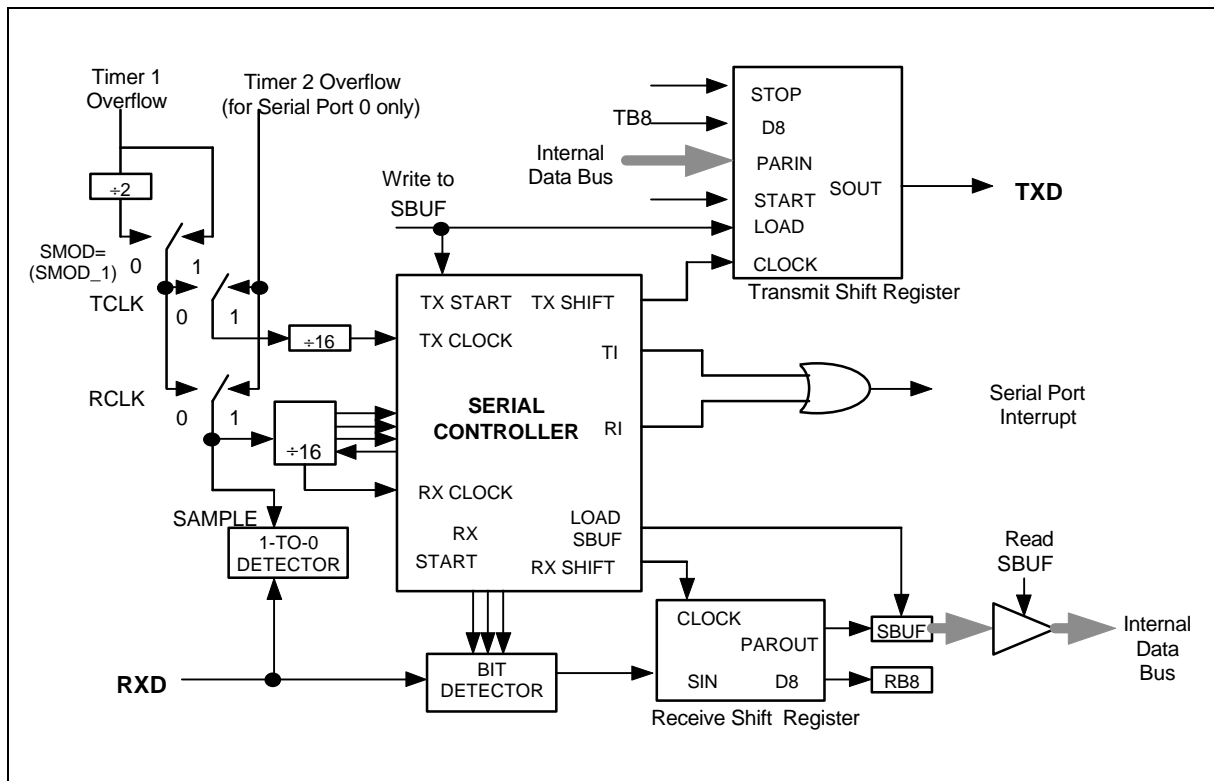 Timer 1
Overflow
Timer 2 Overflow
(for Serial Port 0 only)
÷2
SMOD=
(SMOD_1)
0
1
TCLK
0
1
RCLK
0
1
÷16
÷16
SAMPLE
1-TO-0
DETECTOR
RXD
Write to
SBUF
TX START
TX SHIFT
TX CLOCK
TI
SERIAL
CONTROLLER
RI
RX CLOCK
LOAD
SBUF
RX
START
RX SHIFT
BIT
DETECTOR
TB8
Internal
Data Bus
STOP
D8
PARIN
SOUT
START
LOAD
CLOCK
Transmit Shift Register
TXD
Serial Port
Interrupt
CLOCK
PAROUT
SIN
D8
Receive Shift Register
SBUF
RB8
Read
SBUF
Internal
Data
Bus